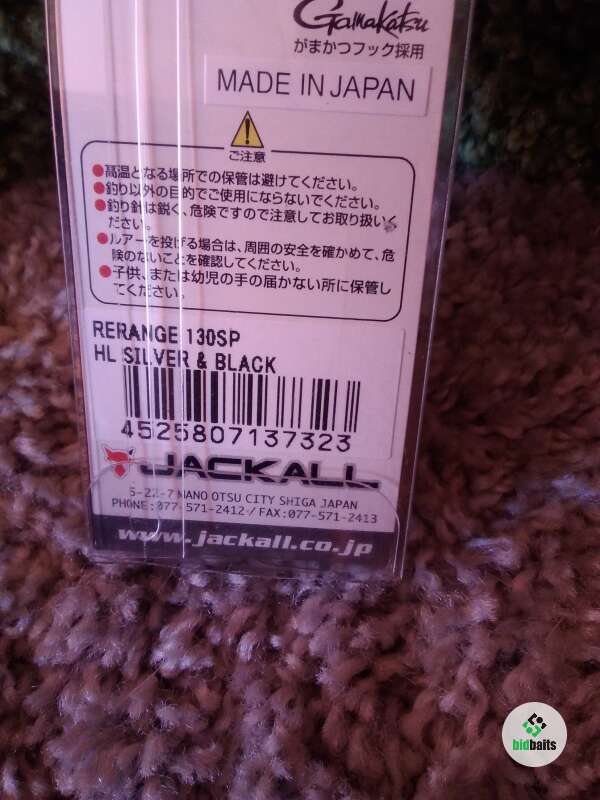 Gamakatsu
がまかつフック採用
MADE IN JAPAN
ご注意
●高温となる場所での保管は避けてください。
●釣り以外の目的でご使用にならないでください。
●釣り針は鋭く、危険ですので注意してお取り扱いく
ださい。
●ルアーを投げる場合は、周囲の安全を確かめて、危
険のないことを確認してください。
●子供、または幼児の手の届かない所に保管し
てください。
RERANGE 130SP
HL SILVER & BLACK
4525807137323
JACKALL
5-22-7 NANO OTSU CITY SHIGA JAPAN
PHONE:077-571-2412/FAX:077-571-2413
www.jackall.co.jp
bidbaits